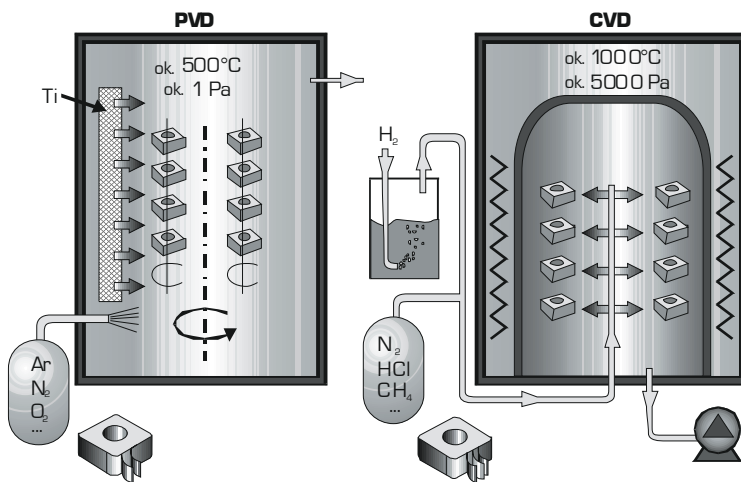 PVD
ok. 500°C
ok. 1 Pa
Ti
Ar
N₂
O₂
...
CVD
ok. 1000°C
ok. 5000 Pa
H₂
N₂
HCl
CH₄
...